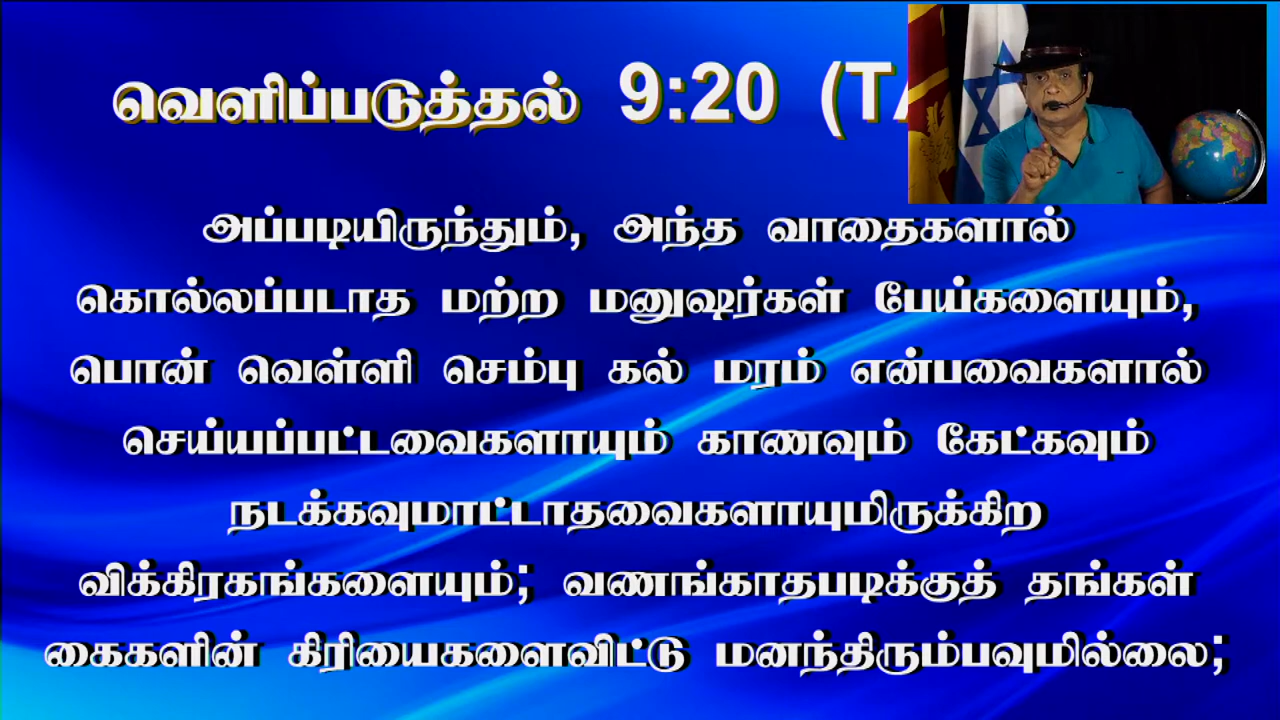 வெளிப்படுத்தல் 9:20 (TA
அப்படியிருந்தும், அந்த வாதைகளால்
கொல்லப்படாத மற்ற மனுஷர்கள் பேய்களையும்,
பொன் வெள்ளி செம்பு கல் மரம் என்பவைகளால்
செய்யப்பட்டவைகளாயும் காணவும் கேட்கவும்
நடக்கவுமாட்டாதவைகளாயுமிருக்கிற
விக்கிரகங்களையும்; வணங்காதபடிக்குத் தங்கள்
கைகளின் கிரியைகளைவிட்டு மனந்திரும்பவுமில்லை;